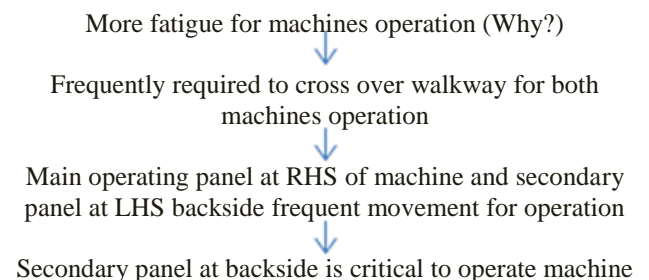 More fatigue for machines operation (Why?)
Frequently required to cross over walkway for both
machines operation
Main operating panel at RHS of machine and secondary
panel at LHS backside frequent movement for operation
Secondary panel at backside is critical to operate machine